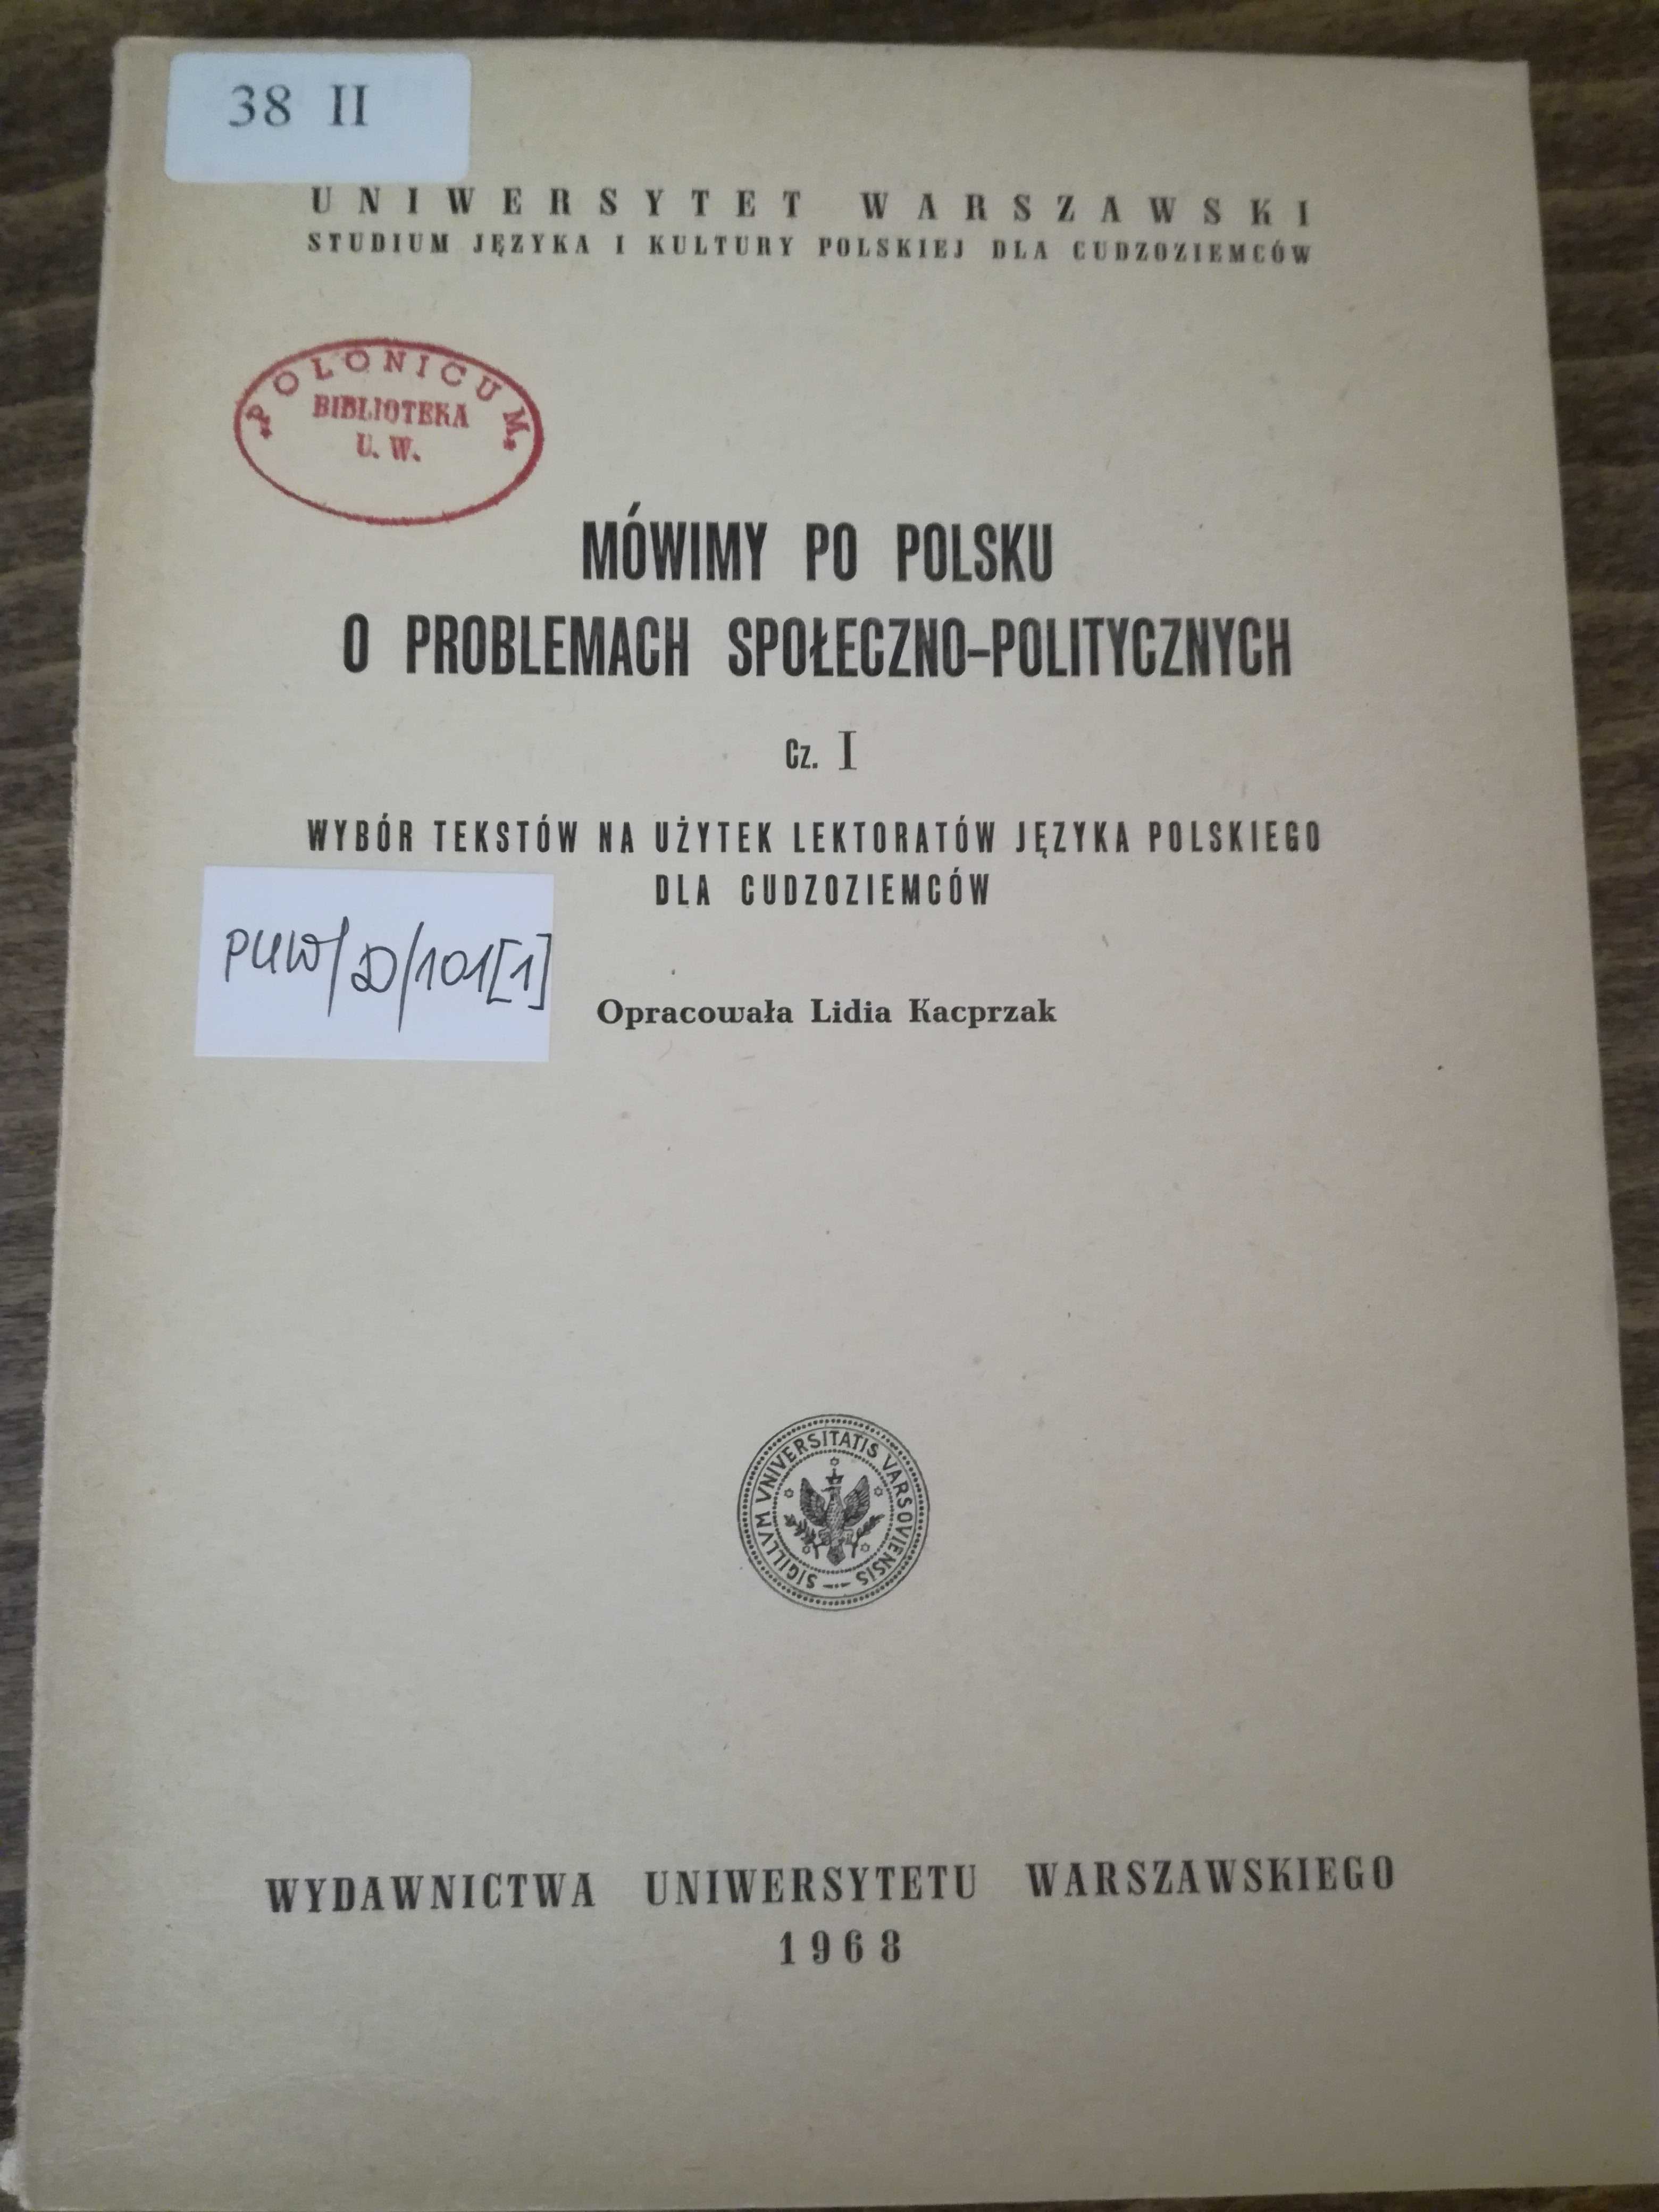 38 II
UNIWERSYTET WARSZAWSKI
STUDIUM JĘZYKA I KULTURY POLSKIEJ DLA CUDZOZIEMCÓW
POLONICUM
BIBLIOTEKA
U. W.
MÓWIMY PO POLSKU
O PROBLEMACH SPOŁECZNO-POLITYCZNYCH
Cz. I
WYBÓR TEKSTÓW NA UŻYTEK LEKTORATÓW JĘZYKA POLSKIEGO
DLA CUDZOZIEMCÓW
PUW/D/101[1]
Opracowała Lidia Kacprzak
SIGILLVM VNIVERSITATIS VARSOVIENSIS
WYDAWNICTWA UNIWERSYTETU WARSZAWSKIEGO
1968